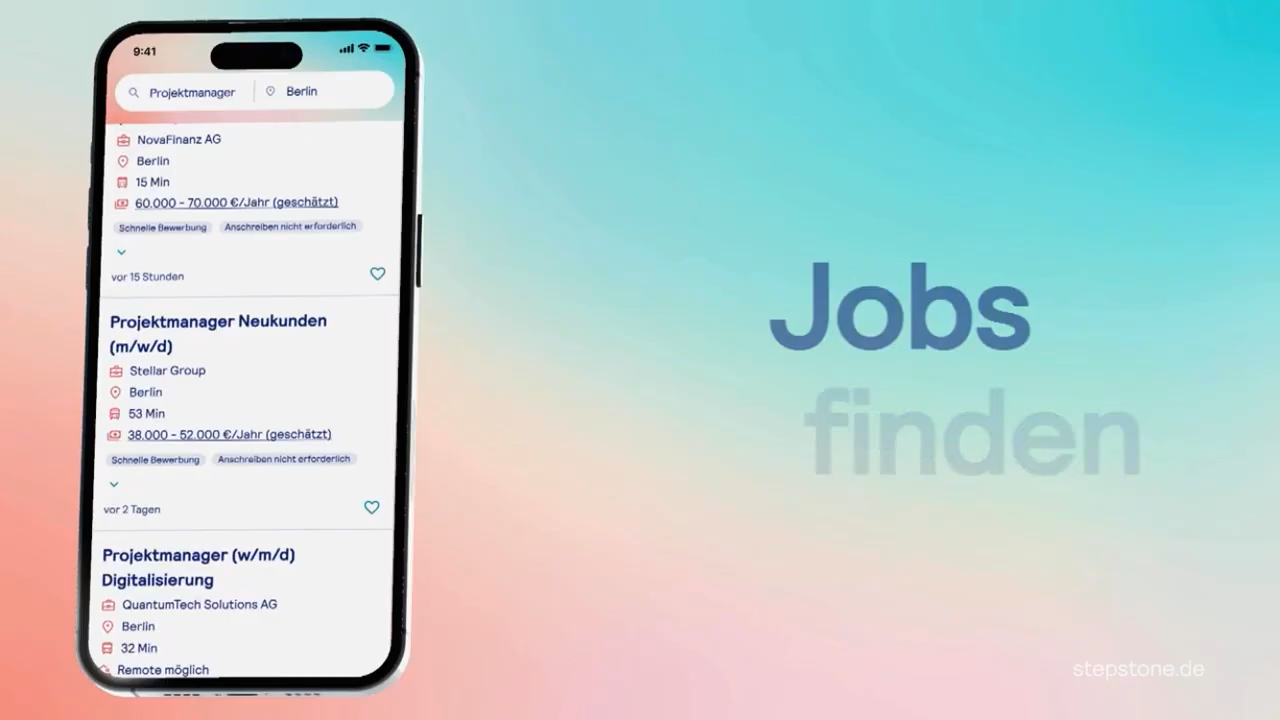 9:41
Projektmanager
Berlin
NovaFinanz AG
Berlin
15 Min
60.000 - 70.000 €/Jahr (geschätzt)
Schnelle Bewerbung
Anschreiben nicht erforderlich
vor 15 Stunden
Projektmanager Neukunden
(m/w/d)
Stellar Group
Berlin
53 Min
38.000 - 52.000 €/Jahr (geschätzt)
Schnelle Bewerbung
Anschreiben nicht erforderlich
vor 2 Tagen
Projektmanager (w/m/d)
Digitalisierung
QuantumTech Solutions AG
Berlin
32 Min
Remote möglich
Jobs
finden
stepstone.de